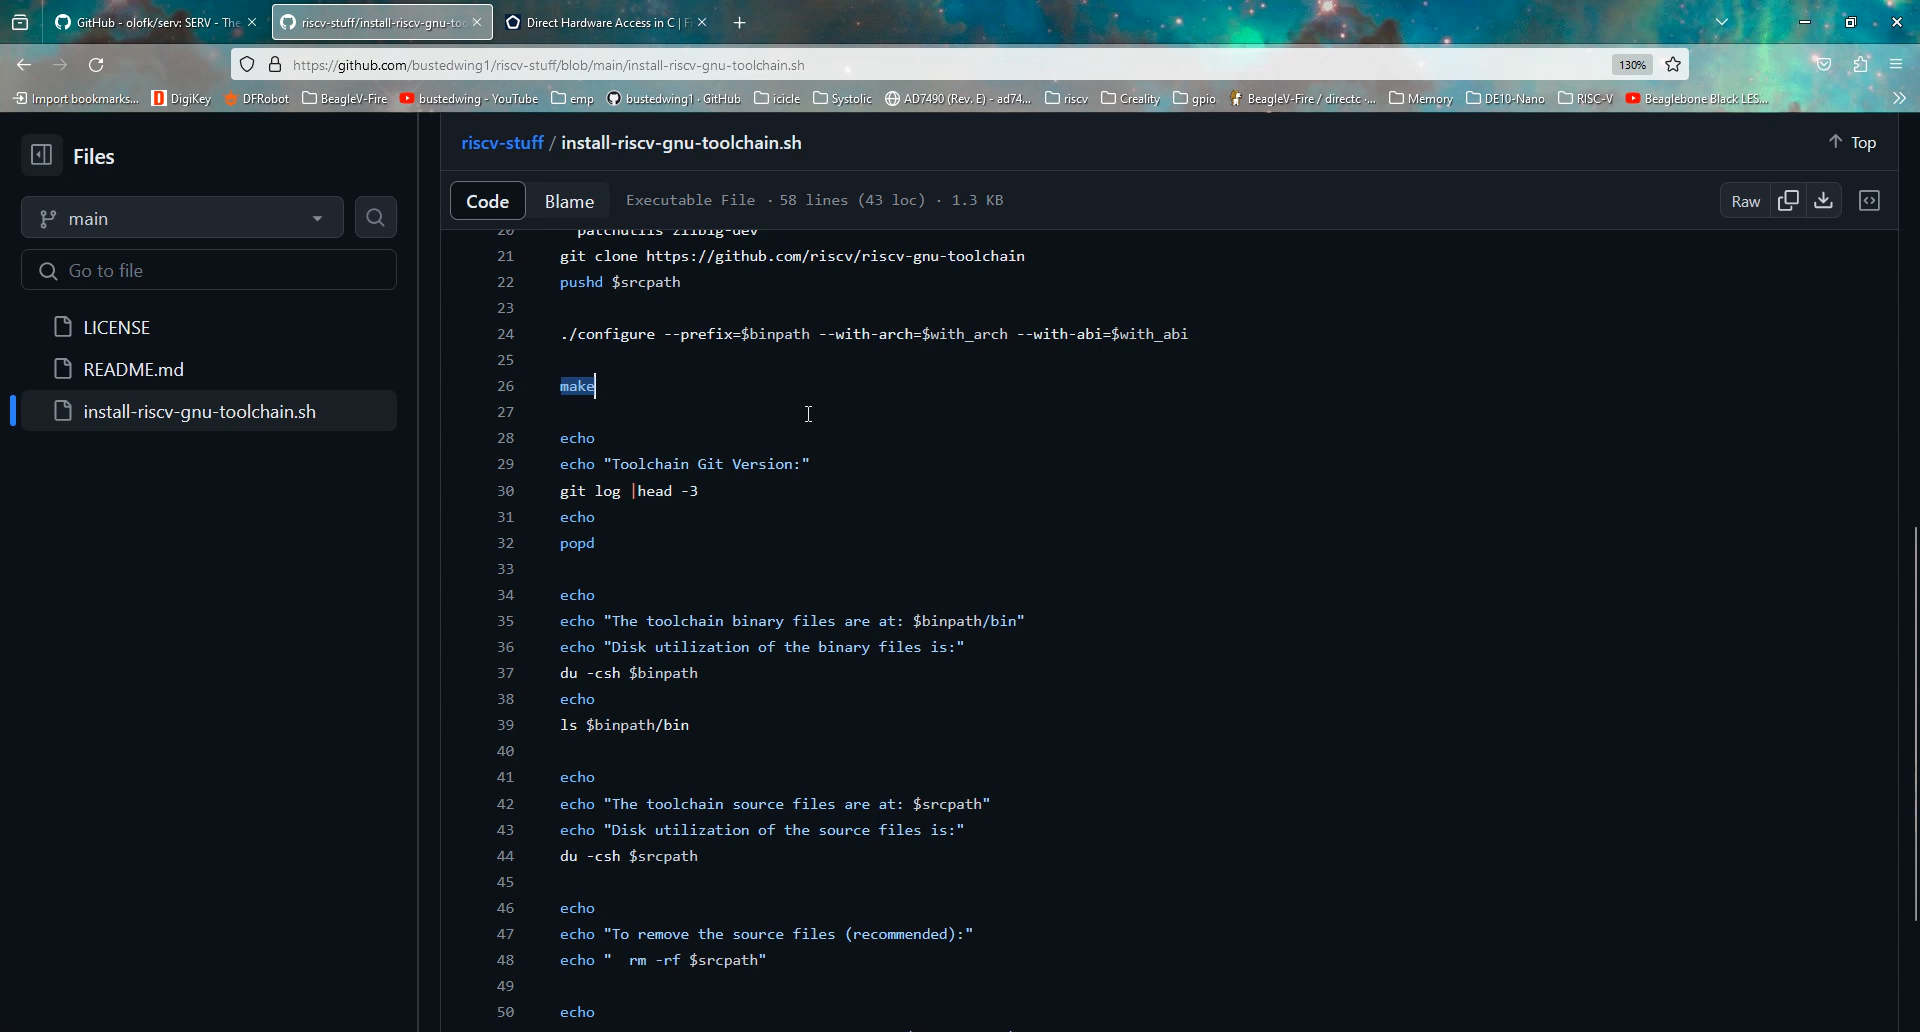 GitHub - olofk/serv: SERV - The
riscv-stuff/install-riscv-gnu-too
Direct Hardware Access in C | Fi
https://github.com/bustedwing1/riscv-stuff/blob/main/install-riscv-gnu-toolchain.sh
130%
Import bookmarks...
DigiKey
DFRobot
BeagleV-Fire
bustedwing - YouTube
emp
bustedwing1 · GitHub
icicle
Systolic
AD7490 (Rev. E) - ad74...
riscv
Creality
gpio
BeagleV-Fire / directc ·...
Memory
DE10-Nano
RISC-V
Beaglebone Black LES...
Files
riscv-stuff / install-riscv-gnu-toolchain.sh
Top
main
Code
Blame
Executable File · 58 lines (43 loc) · 1.3 KB
Raw
Go to file
LICENSE
README.md
install-riscv-gnu-toolchain.sh
20 patchutils zlib1g-dev
21 git clone https://github.com/riscv/riscv-gnu-toolchain
22 pushd $srcpath
23
24 ./configure --prefix=$binpath --with-arch=$with_arch --with-abi=$with_abi
25
26 make
27
28 echo
29 echo "Toolchain Git Version:"
30 git log |head -3
31 echo
32 popd
33
34 echo
35 echo "The toolchain binary files are at: $binpath/bin"
36 echo "Disk utilization of the binary files is:"
37 du -csh $binpath
38 echo
39 ls $binpath/bin
40
41 echo
42 echo "The toolchain source files are at: $srcpath"
43 echo "Disk utilization of the source files is:"
44 du -csh $srcpath
45
46 echo
47 echo "To remove the source files (recommended):"
48 echo "  rm -rf $srcpath"
49
50 echo